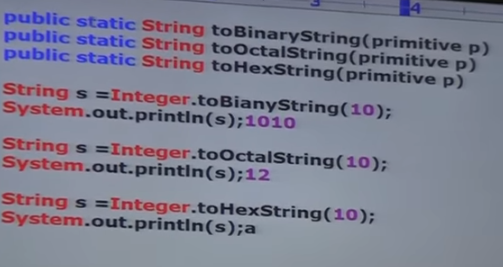 3
4
public static String toBinaryString(primitive p)
public static String toOctalString(primitive p)
public static String toHexString(primitive p)
String s =Integer.toBianyString(10);
System.out.println(s);1010
String s =Integer.toOctalString(10);
System.out.println(s);12
String s =Integer.toHexString(10);
System.out.println(s);a